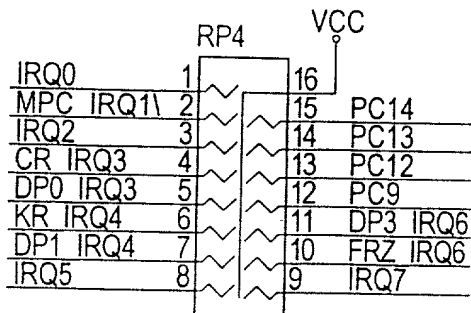 VCC
RP4
IRQ0 1 16
MPC IRQ1\ 2 15 PC14
IRQ2 3 14 PC13
CR IRQ3 4 13 PC12
DP0 IRQ3 5 12 PC9
KR IRQ4 6 11 DP3 IRQ6
DP1 IRQ4 7 10 FRZ IRQ6
IRQ5 8 9 IRQ7